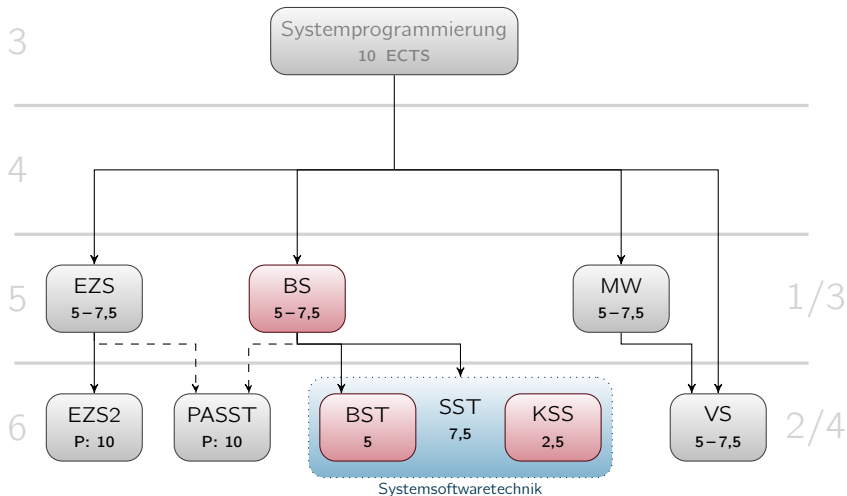 3
Systemprogrammierung
10 ECTS
4
5
EZS
5–7,5
BS
5–7,5
MW
5–7,5
1/3
6
EZS2
P: 10
PASST
P: 10
BST
5
SST
7,5
KSS
2,5
VS
5–7,5
2/4
Systemsoftwaretechnik